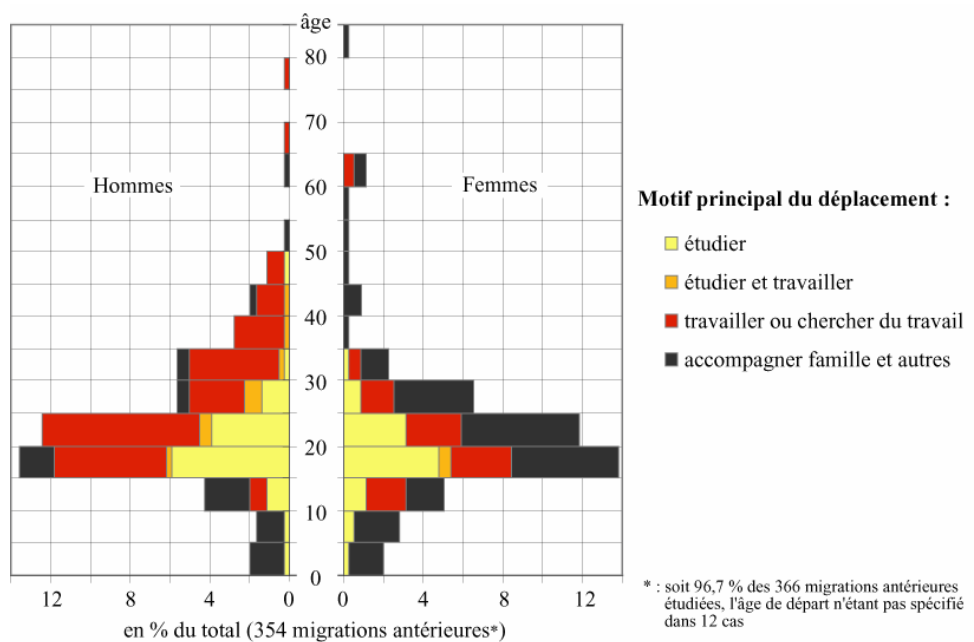 âge
80
70
Hommes
60
Femmes
50
40
30
20
10
0
12
8
4
0
0
4
8
12
en % du total (354 migrations antérieures*)
Motif principal du déplacement :
étudier
étudier et travailler
travailler ou chercher du travail
accompagner famille et autres
* : soit 96,7 % des 366 migrations antérieures
étudiées, l'âge de départ n'étant pas spécifié
dans 12 cas